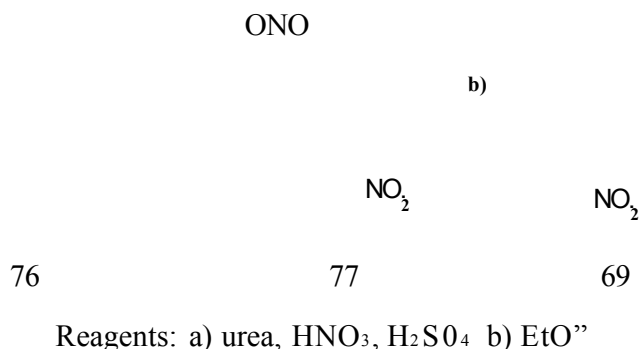 ONO
b)
NO₂ NO₂
76 77 69
Reagents: a) urea, HNO₃, H₂S0₄ b) EtO”